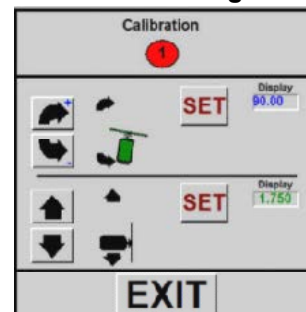 Calibration
1
SET
Display
90.00
+
-
SET
Display
1.750
EXIT